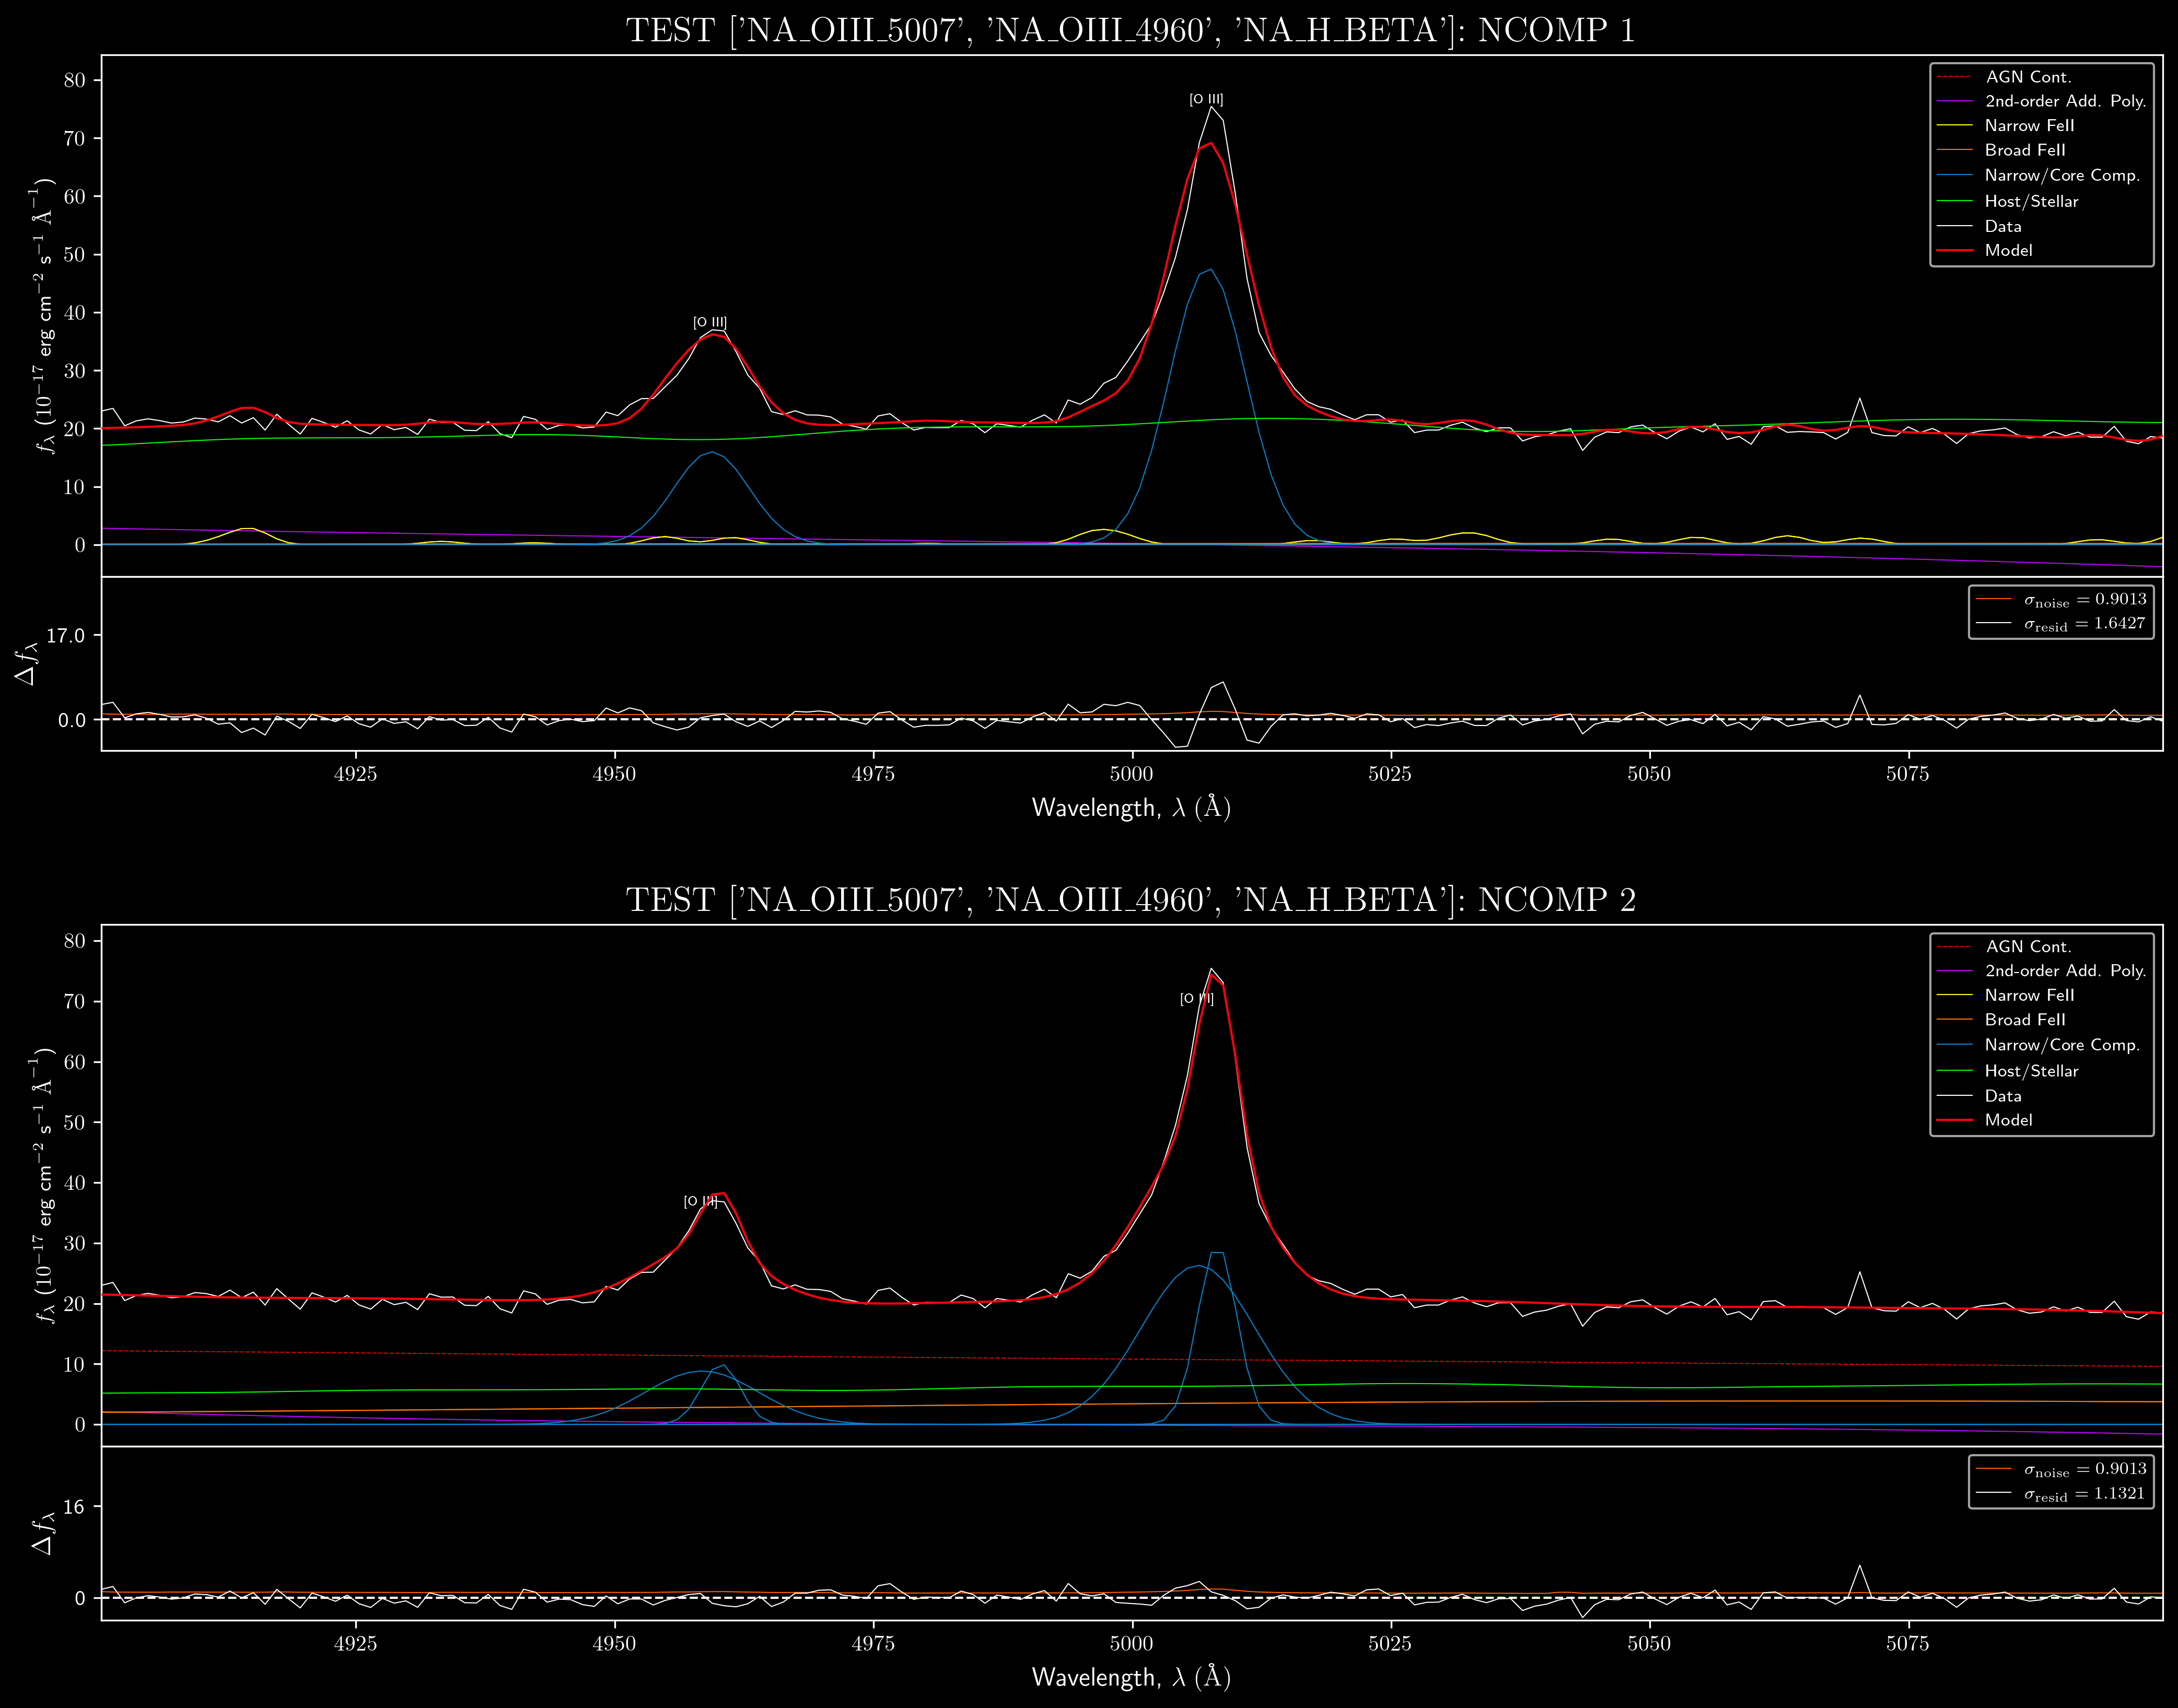 TEST ['NA_OIII_5007', 'NA_OIII_4960', 'NA_H_BETA']: NCOMP 1
80
70
60
50
40
30
20
10
0
f_λ (10^−17 erg cm^−2 s^−1 Å^−1)
[O III]
[O III]
AGN Cont.
2nd-order Add. Poly.
Narrow FeII
Broad FeII
Narrow/Core Comp.
Host/Stellar
Data
Model
17.0
0.0
Δf_λ
σ_noise = 0.9013
σ_resid = 1.6427
4925 4950 4975 5000 5025 5050 5075
Wavelength, λ (Å)
TEST ['NA_OIII_5007', 'NA_OIII_4960', 'NA_H_BETA']: NCOMP 2
80
70
60
50
40
30
20
10
0
f_λ (10^−17 erg cm^−2 s^−1 Å^−1)
[O III]
[O III]
AGN Cont.
2nd-order Add. Poly.
Narrow FeII
Broad FeII
Narrow/Core Comp.
Host/Stellar
Data
Model
16
0
Δf_λ
σ_noise = 0.9013
σ_resid = 1.1321
4925 4950 4975 5000 5025 5050 5075
Wavelength, λ (Å)